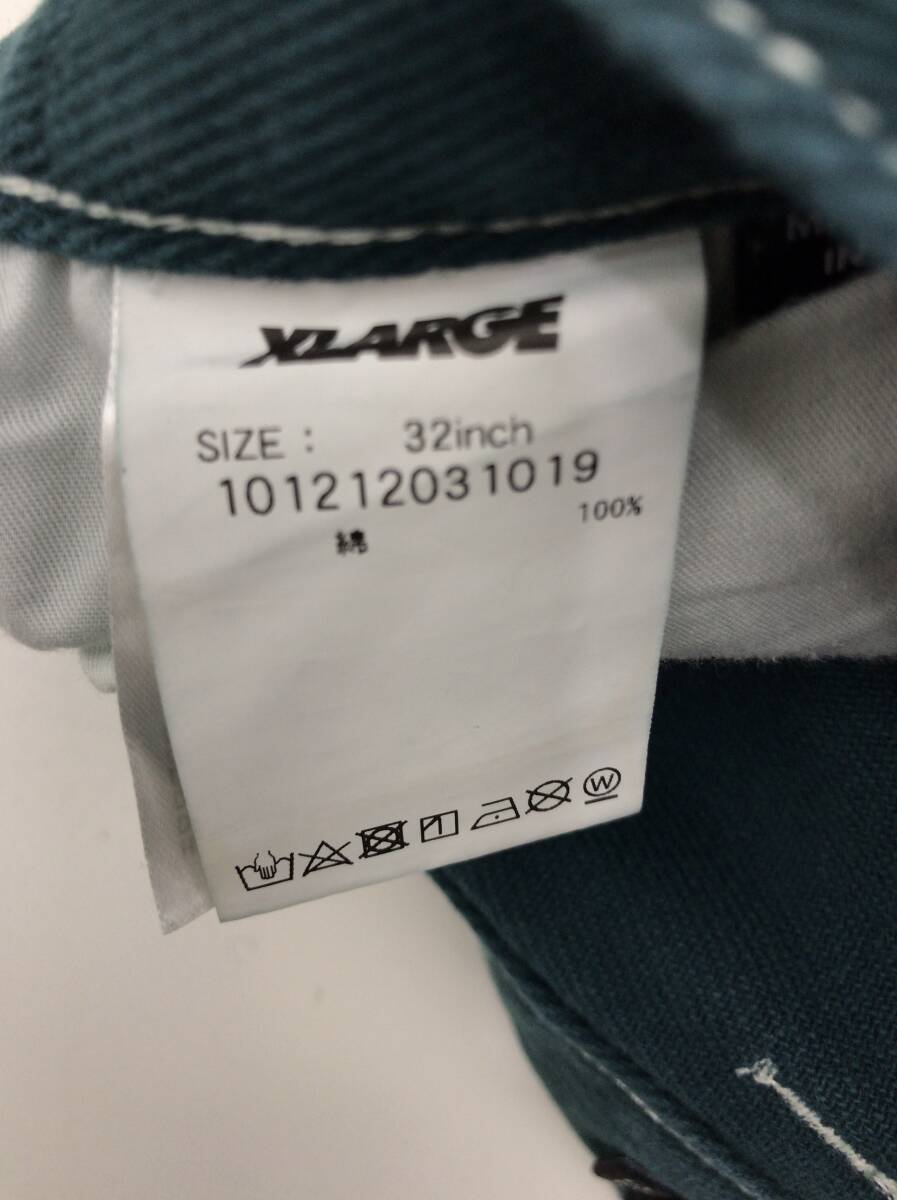 XLARGE
SIZE : 32inch
101212031019
綿 100%
W